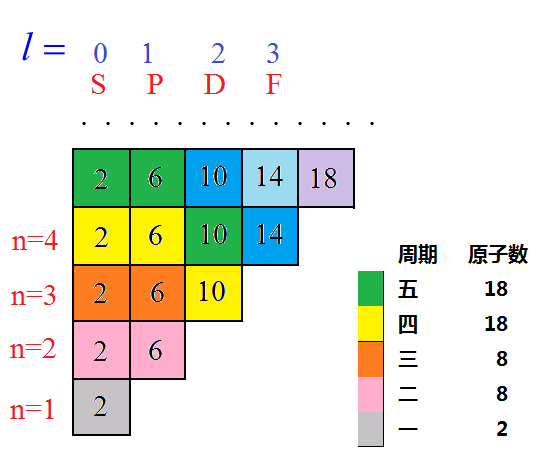 l = 0 1 2 3
S P D F
. . . . . . . . . . . . .
2 6 10 14 18
n=4 2 6 10 14
n=3 2 6 10
n=2 2 6
n=1 2
周期 原子数
五 18
四 18
三 8
二 8
一 2